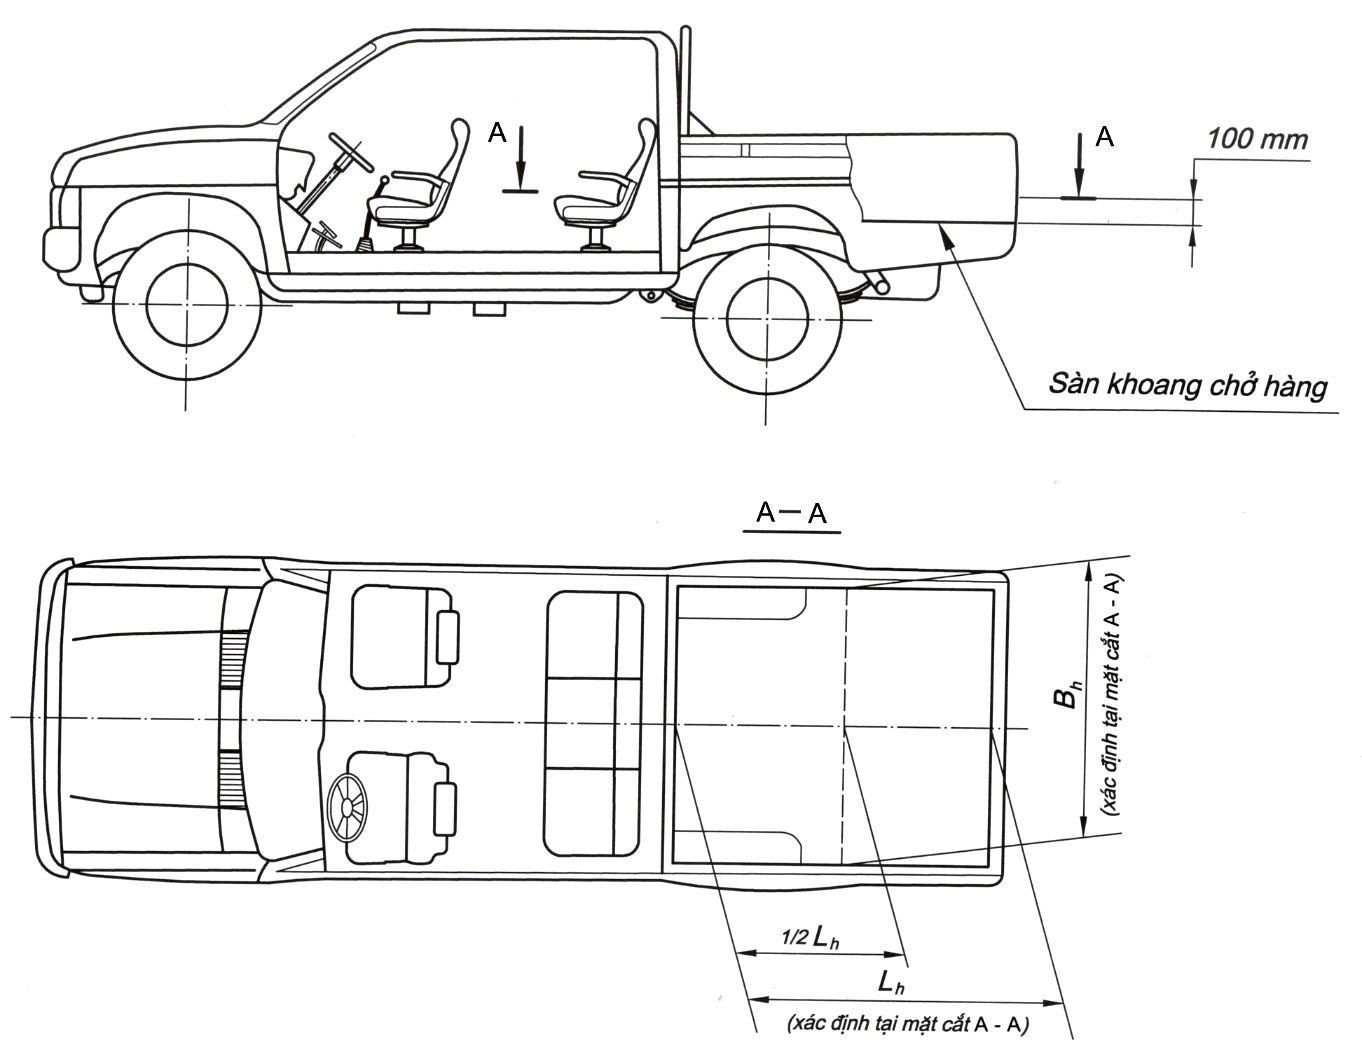 A
A
100 mm
Sàn khoang chở hàng
A — A
Bh
(xác định tại mặt cắt A - A)
1/2 Lh
Lh
(xác định tại mặt cắt A - A)